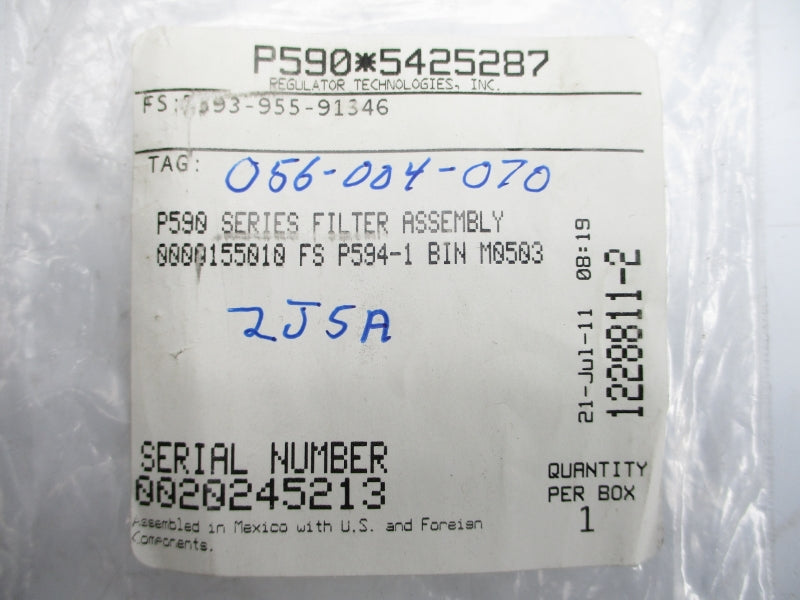 P590*5425287
REGULATOR TECHNOLOGIES, INC.
FS:
TAG: 056-004-070
P590 SERIES FILTER ASSEMBLY
0000155010 FS P594-1 BIN M0503
2J5A
21-Jul-11 08:19
1228811-2
SERIAL NUMBER
0020245213
QUANTITY
PER BOX
1
Assembled in Mexico with U.S. and Foreign
Components.